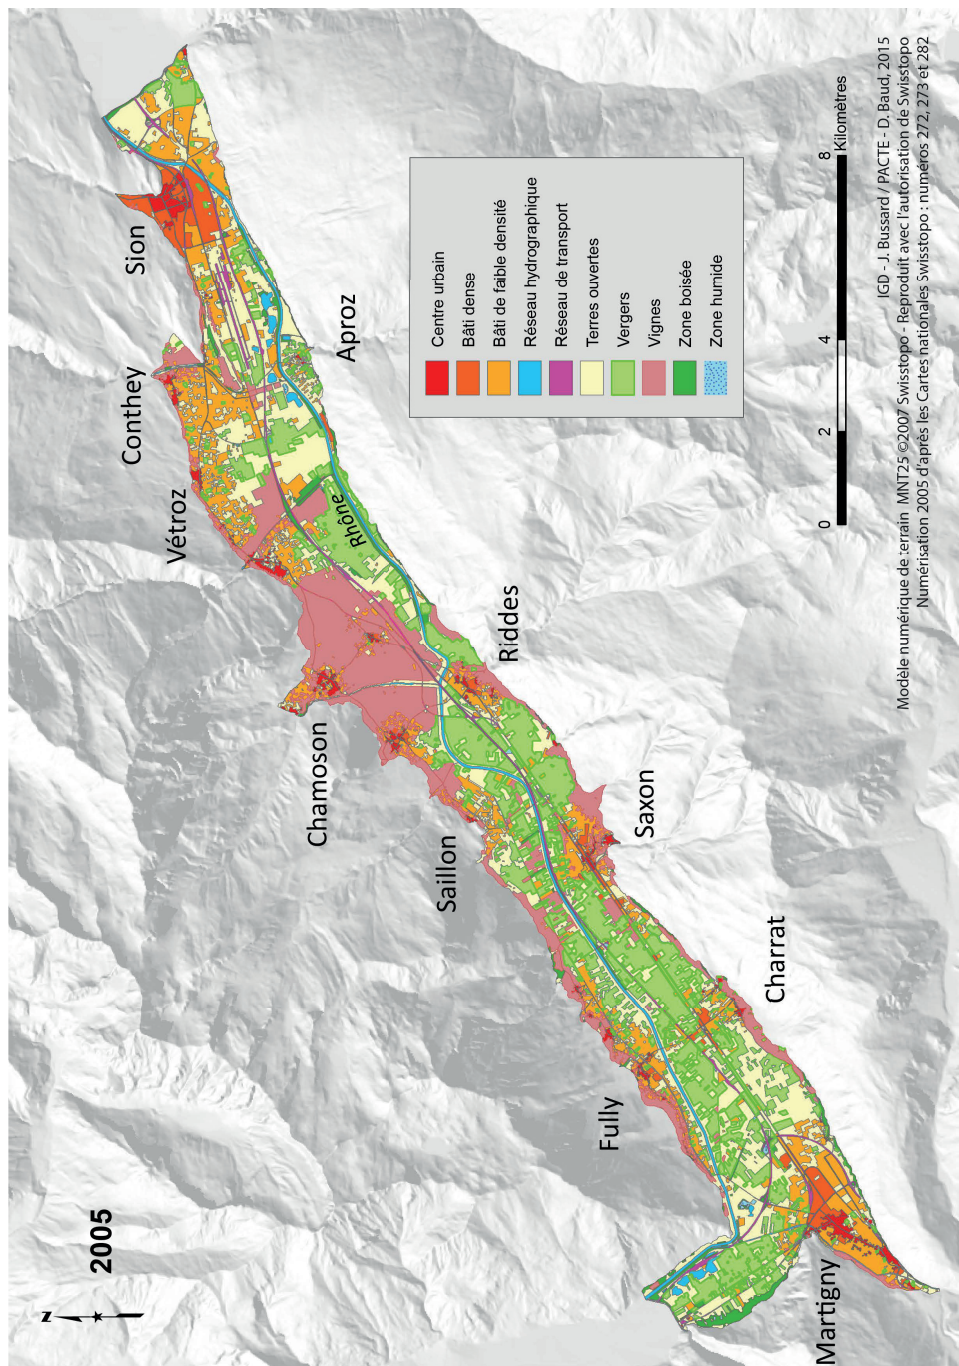 2005
N
Sion
Conthey
Vétroz
Aproz
Rhône
Chamoson
Riddes
Saillon
Saxon
Fully
Charrat
Martigny
Centre urbain
Bâti dense
Bâti de faible densité
Réseau hydrographique
Réseau de transport
Terres ouvertes
Vergers
Vignes
Zone boisée
Zone humide
0 2 4 8
Kilomètres
IGD - J. Bussard / PACTE - D. Baud, 2015
Modèle numérique de terrain MNT25 ©2007 Swisstopo - Reproduit avec l'autorisation de Swisstopo
Numérisation 2005 d'après les Cartes nationales Swisstopo : numéros 272, 273 et 282